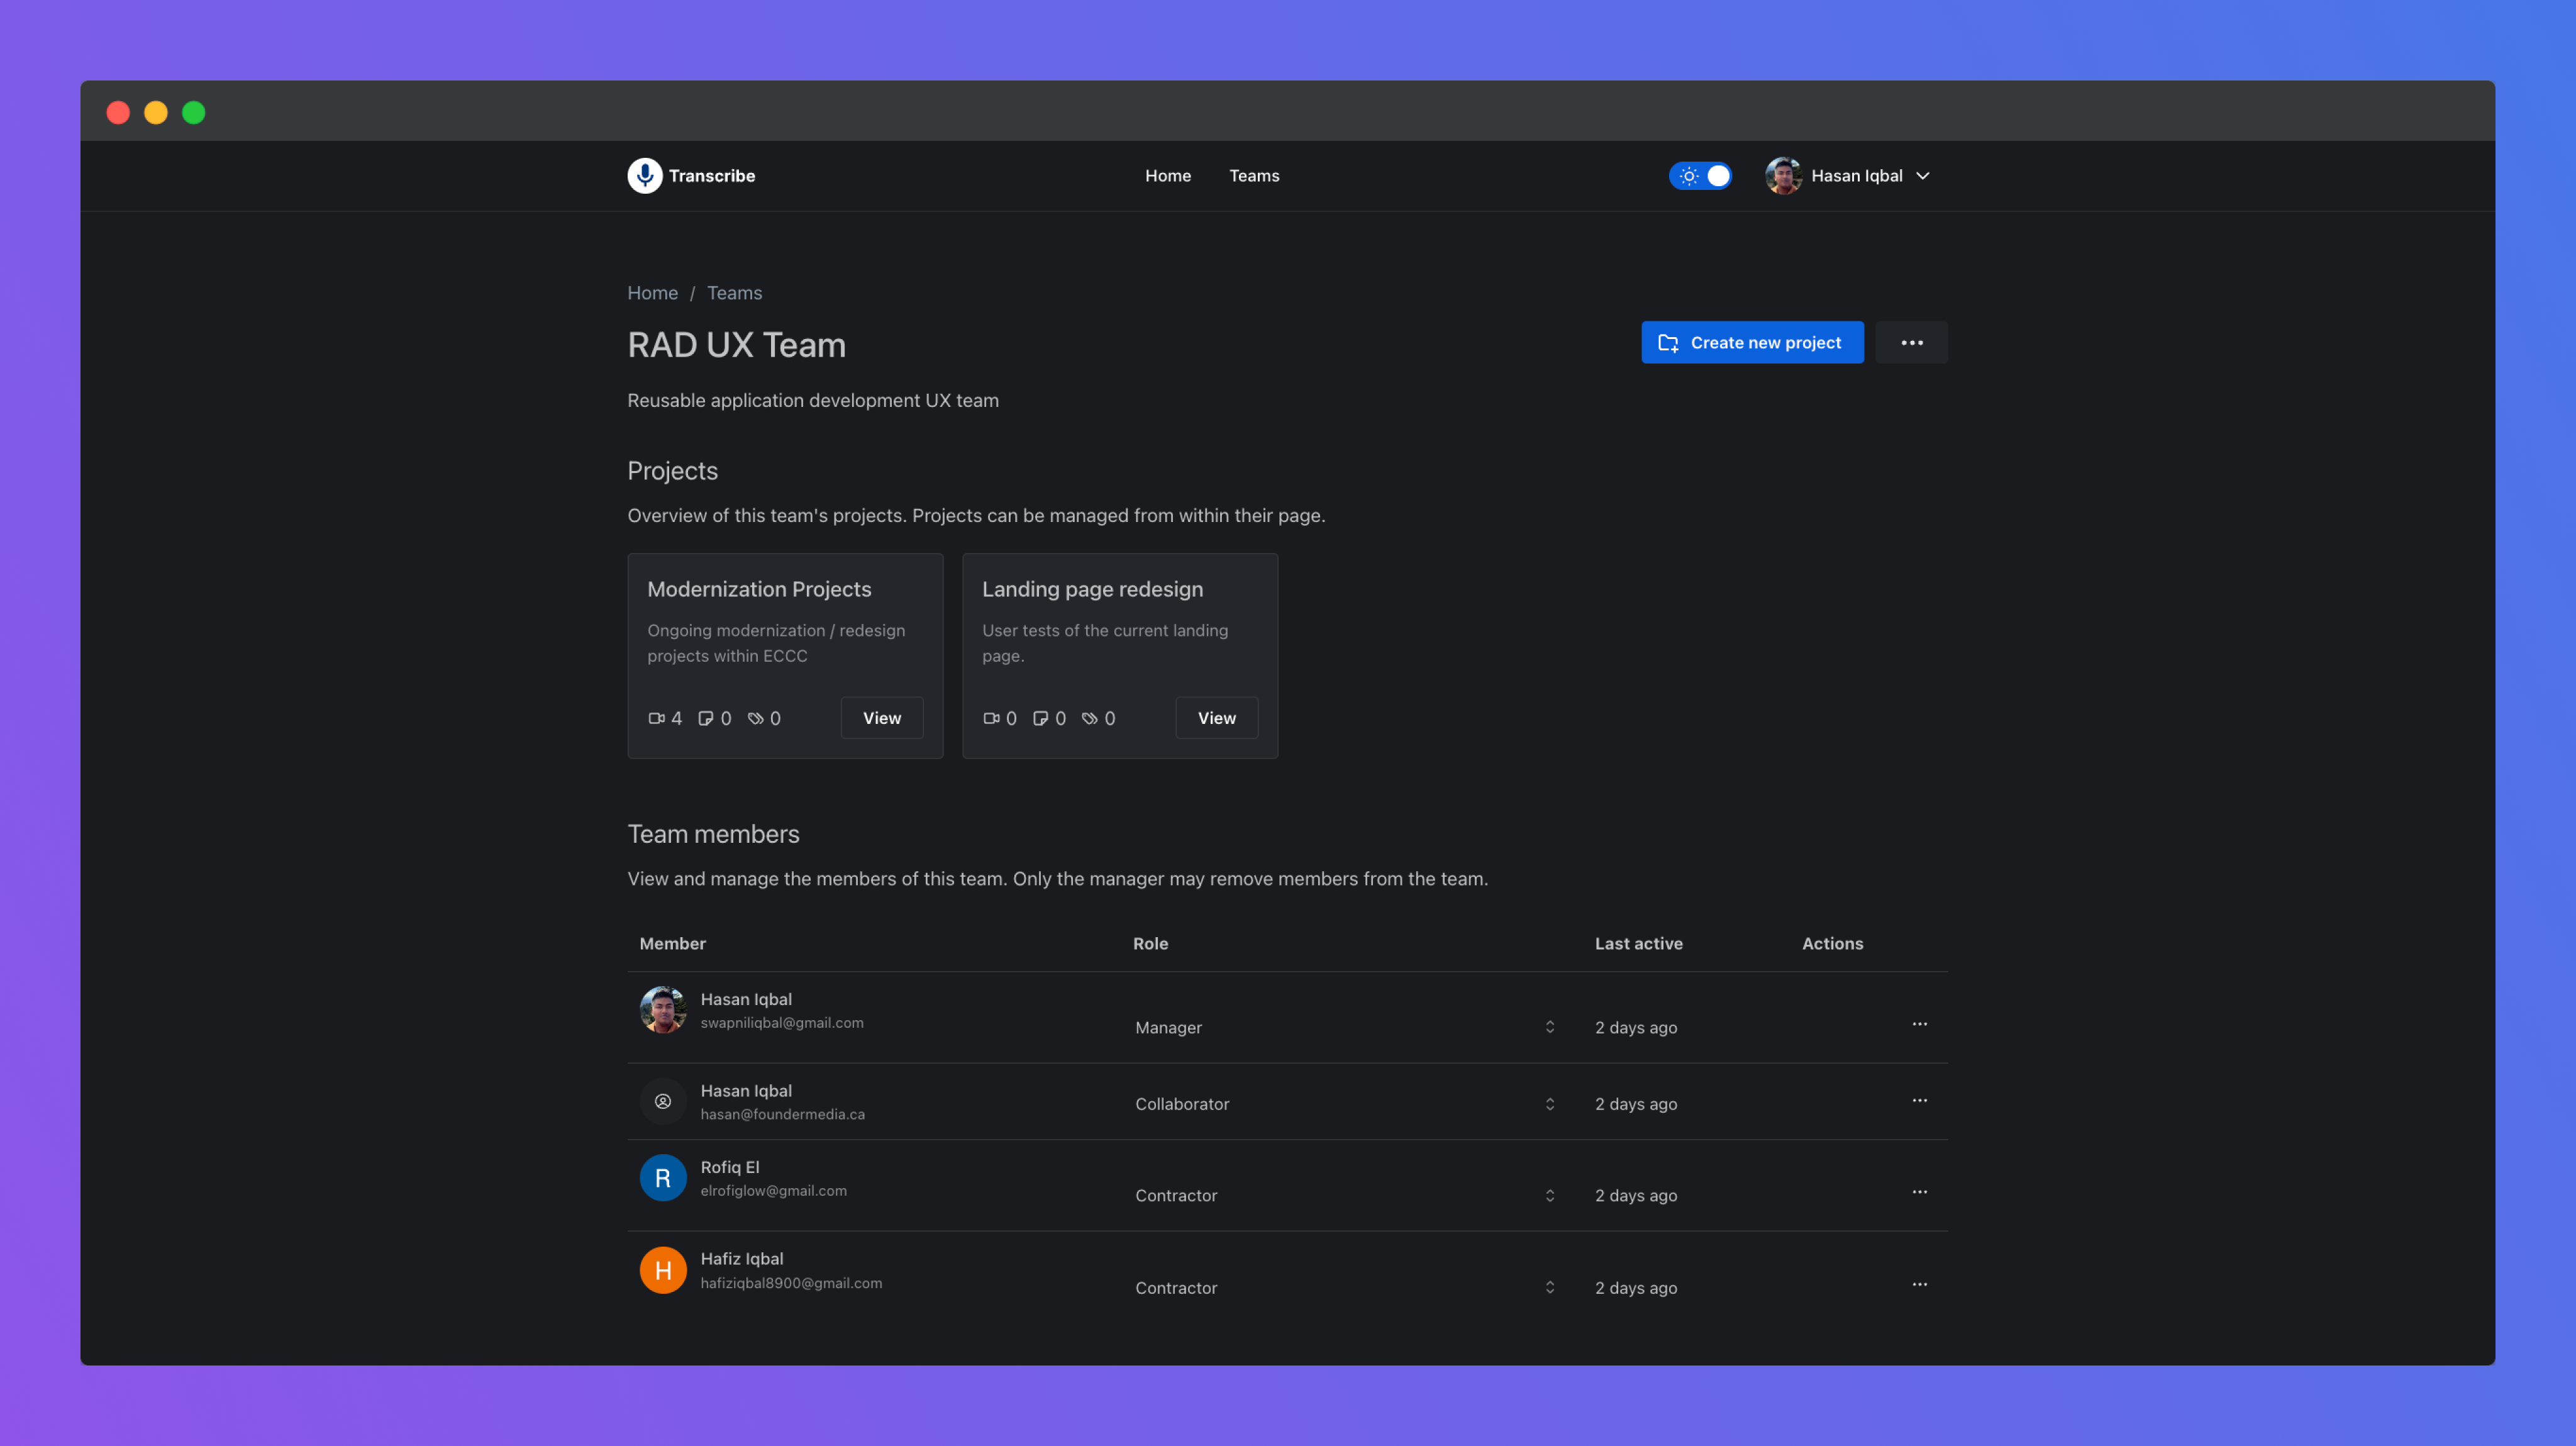 Transcribe
Home Teams
Hasan Iqbal
Home / Teams
RAD UX Team
Create new project
Reusable application development UX team
Projects
Overview of this team's projects. Projects can be managed from within their page.
Modernization Projects
Ongoing modernization / redesign
projects within ECCC
4 0 0 View
Landing page redesign
User tests of the current landing
page.
0 0 0 View
Team members
View and manage the members of this team. Only the manager may remove members from the team.
Member Role Last active Actions
Hasan Iqbal
swapniliqbal@gmail.com
Manager 2 days ago
Hasan Iqbal
hasan@foundermedia.ca
Collaborator 2 days ago
R
Rofiq El
elrofiglow@gmail.com
Contractor 2 days ago
H
Hafiz Iqbal
hafiziqbal8900@gmail.com
Contractor 2 days ago